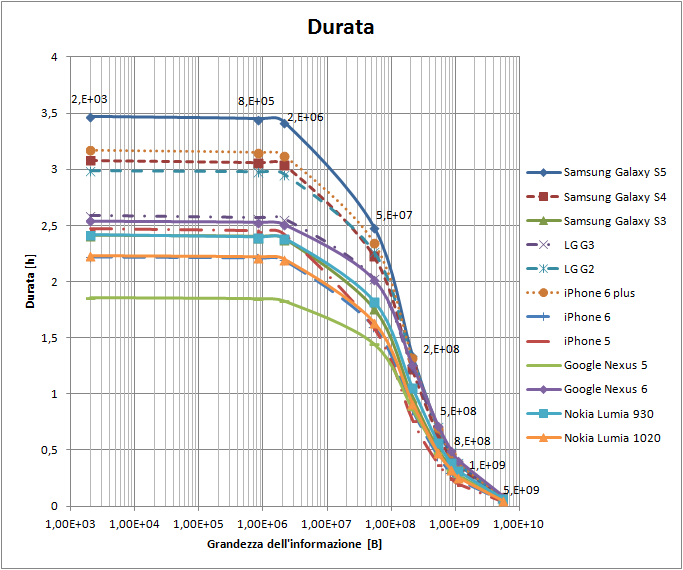 Durata
4
3,5
3
2,5
2
1,5
1
0,5
0
Durata [h]
2,E+03
8,E+05
2,E+06
5,E+07
2,E+08
5,E+08
8,E+08
1,E+09
5,E+09
1,00E+03 1,00E+04 1,00E+05 1,00E+06 1,00E+07 1,00E+08 1,00E+09 1,00E+10
Grandezza dell'informazione [B]
Samsung Galaxy S5
Samsung Galaxy S4
Samsung Galaxy S3
LG G3
LG G2
iPhone 6 plus
iPhone 6
iPhone 5
Google Nexus 5
Google Nexus 6
Nokia Lumia 930
Nokia Lumia 1020